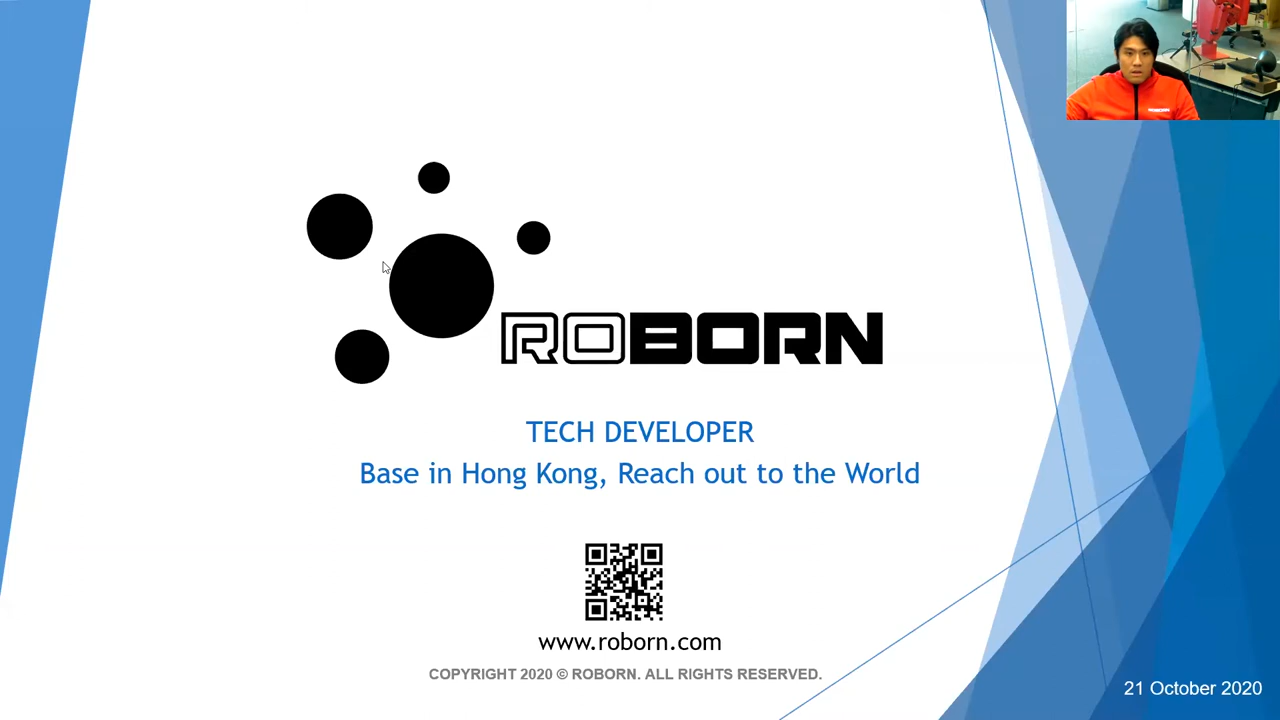 ROBORN
ROBORN
TECH DEVELOPER
Base in Hong Kong, Reach out to the World
www.roborn.com
COPYRIGHT 2020 © ROBORN. ALL RIGHTS RESERVED.
21 October 2020